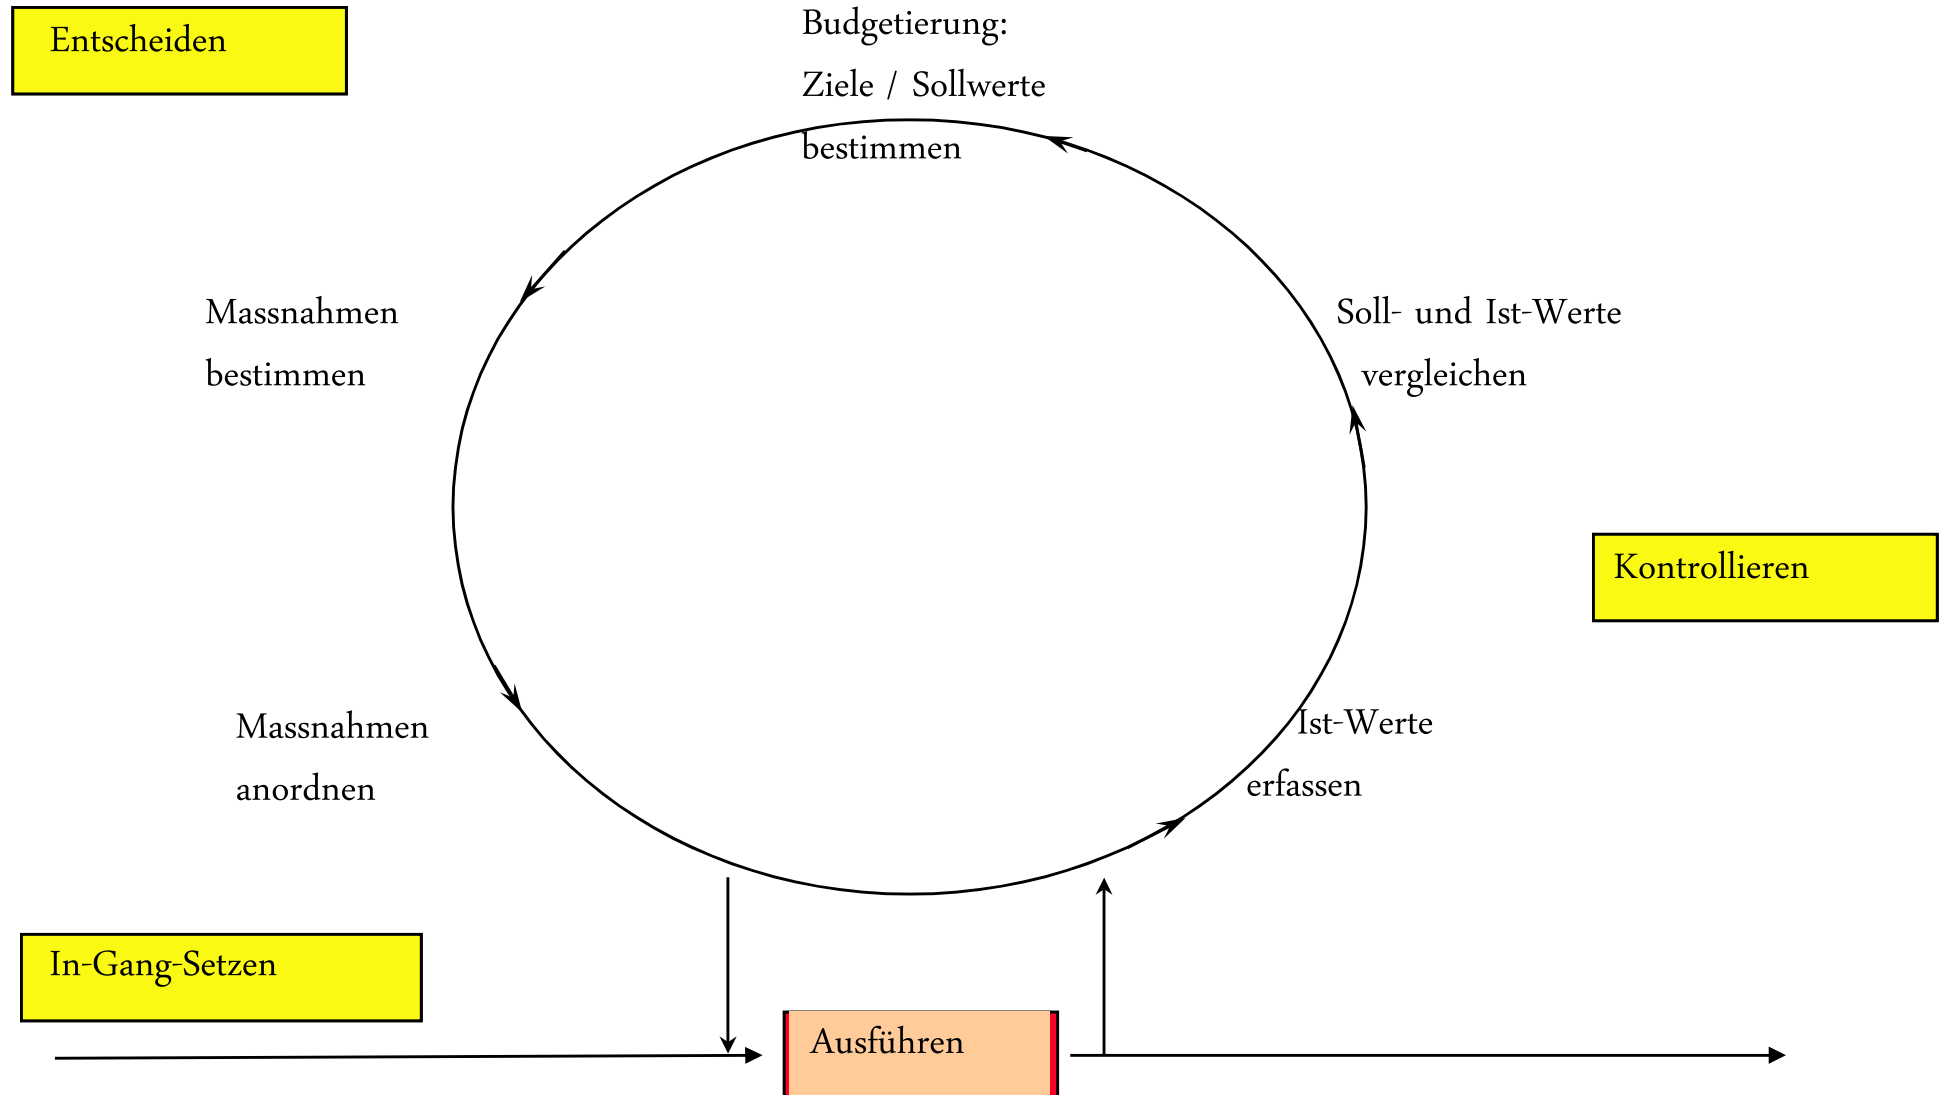 Entscheiden
Budgetierung:
Ziele / Sollwerte
bestimmen
Massnahmen
bestimmen
Soll- und Ist-Werte
vergleichen
Kontrollieren
Massnahmen
anordnen
Ist-Werte
erfassen
In-Gang-Setzen
Ausführen